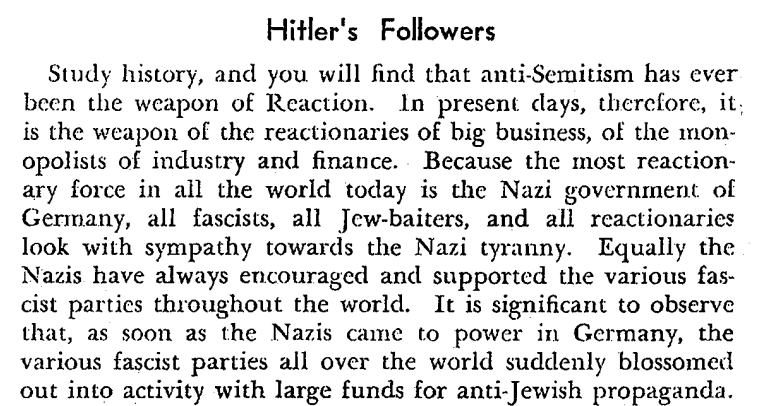 Hitler's Followers
Study history, and you will find that anti-Semitism has ever
been the weapon of Reaction. In present days, therefore, it
is the weapon of the reactionaries of big business, of the mon-
opolists of industry and finance. Because the most reaction-
ary force in all the world today is the Nazi government of
Germany, all fascists, all Jew-baiters, and all reactionaries
look with sympathy towards the Nazi tyranny. Equally the
Nazis have always encouraged and supported the various fas-
cist parties throughout the world. It is significant to observe
that, as soon as the Nazis came to power in Germany, the
various fascist parties all over the world suddenly blossomed
out into activity with large funds for anti-Jewish propaganda.